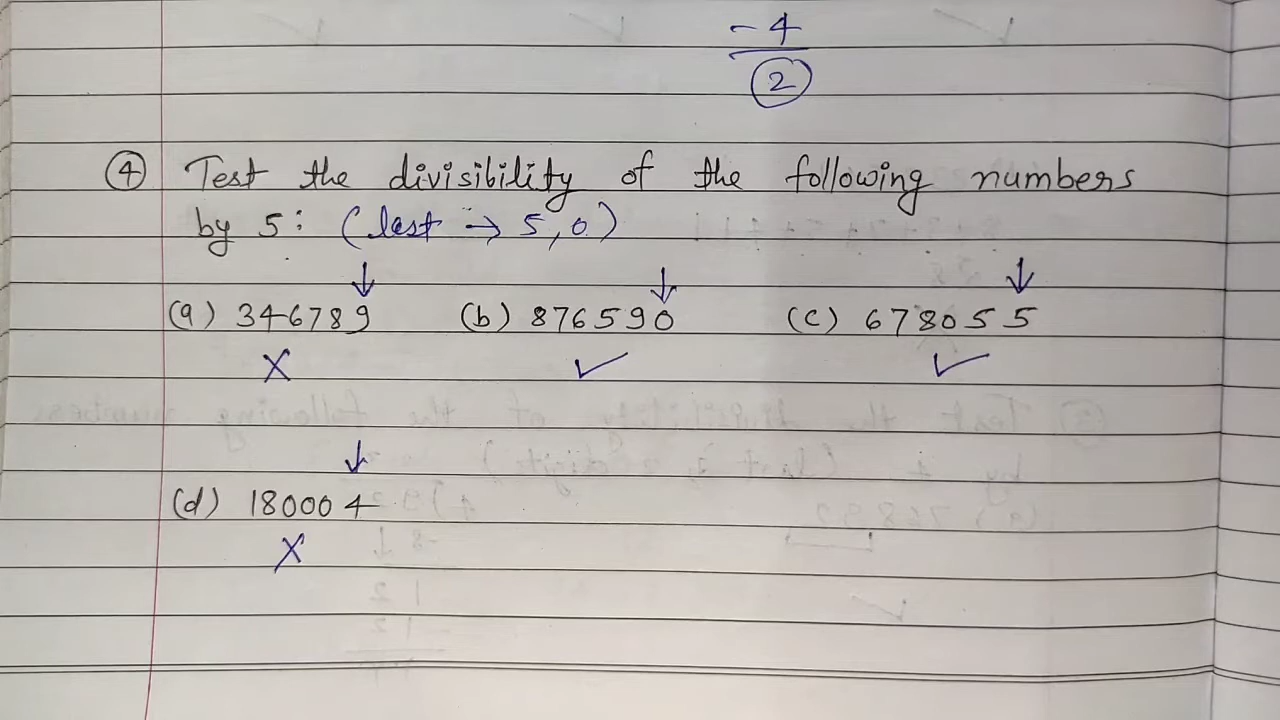 - 4
2
4 Test the divisibility of the following numbers
by 5: (last → 5, 0)
(a) 346789 (b) 876590 (c) 678055
X ✓ ✓
(d) 180004
X